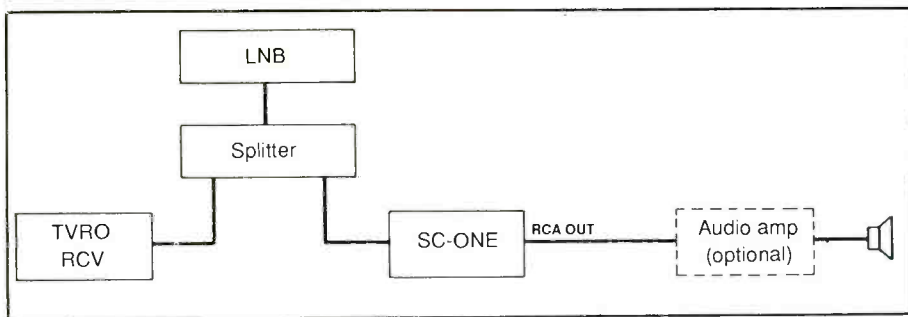 LNB
Splitter
TVRO
RCV
SC-ONE
RCA OUT
Audio amp
(optional)